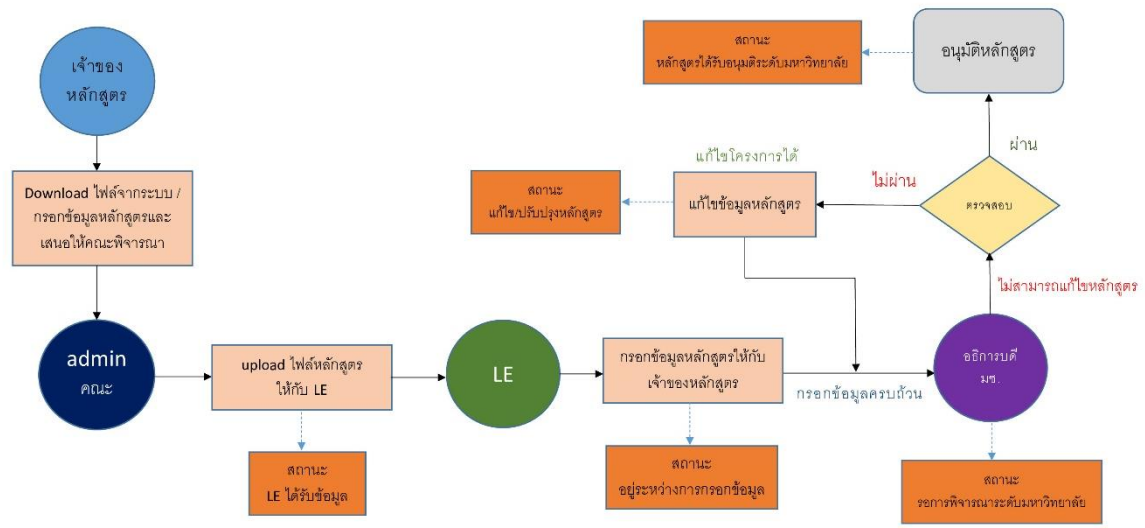 เจ้าของ
หลักสูตร
Download ไฟล์จากระบบ /
กรอกข้อมูลหลักสูตรและ
เสนอให้คณะพิจารณา
admin
คณะ
upload ไฟล์หลักสูตร
ให้กับ LE
สถานะ
LE ได้รับข้อมูล
LE
กรอกข้อมูลหลักสูตรให้กับ
เจ้าของหลักสูตร
สถานะ
อยู่ระหว่างการกรอกข้อมูล
กรอกข้อมูลครบถ้วน
อธิการบดี
มช.
สถานะ
รอการพิจารณาระดับมหาวิทยาลัย
ไม่สามารถแก้ไขหลักสูตร
ตรวจสอบ
ไม่ผ่าน
แก้ไขโครงการได้
แก้ไขข้อมูลหลักสูตร
สถานะ
แก้ไข/ปรับปรุงหลักสูตร
ผ่าน
อนุมัติหลักสูตร
สถานะ
หลักสูตรได้รับอนุมติระดับมหาวิทยาลัย